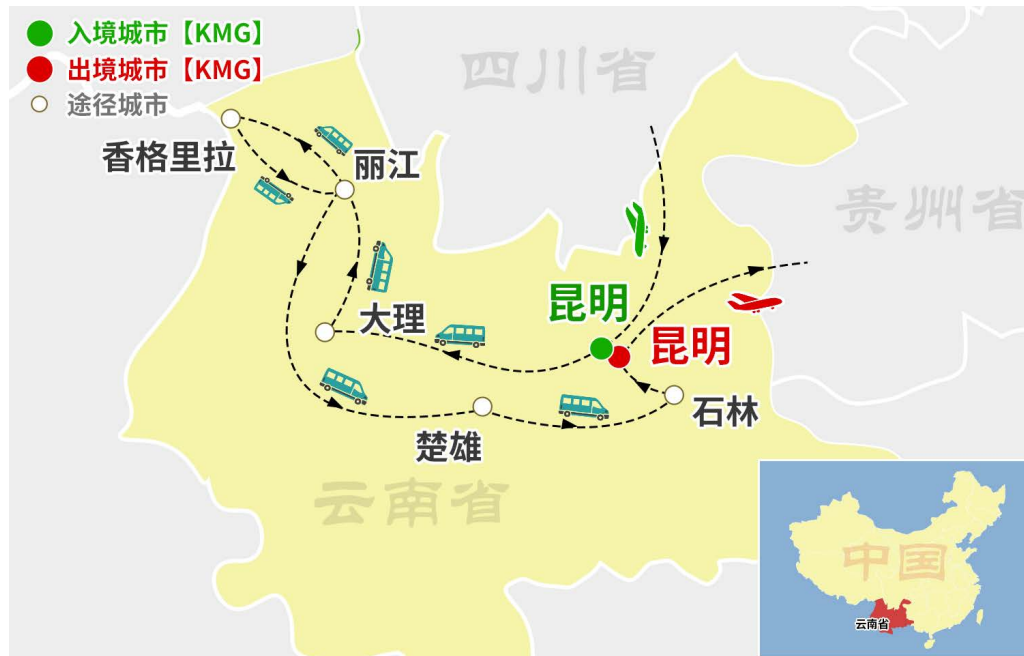 入境城市【KMG】
出境城市【KMG】
途径城市
四川省
香格里拉
丽江
贵州省
昆明
大理
昆明
石林
楚雄
云南省
中国
云南省